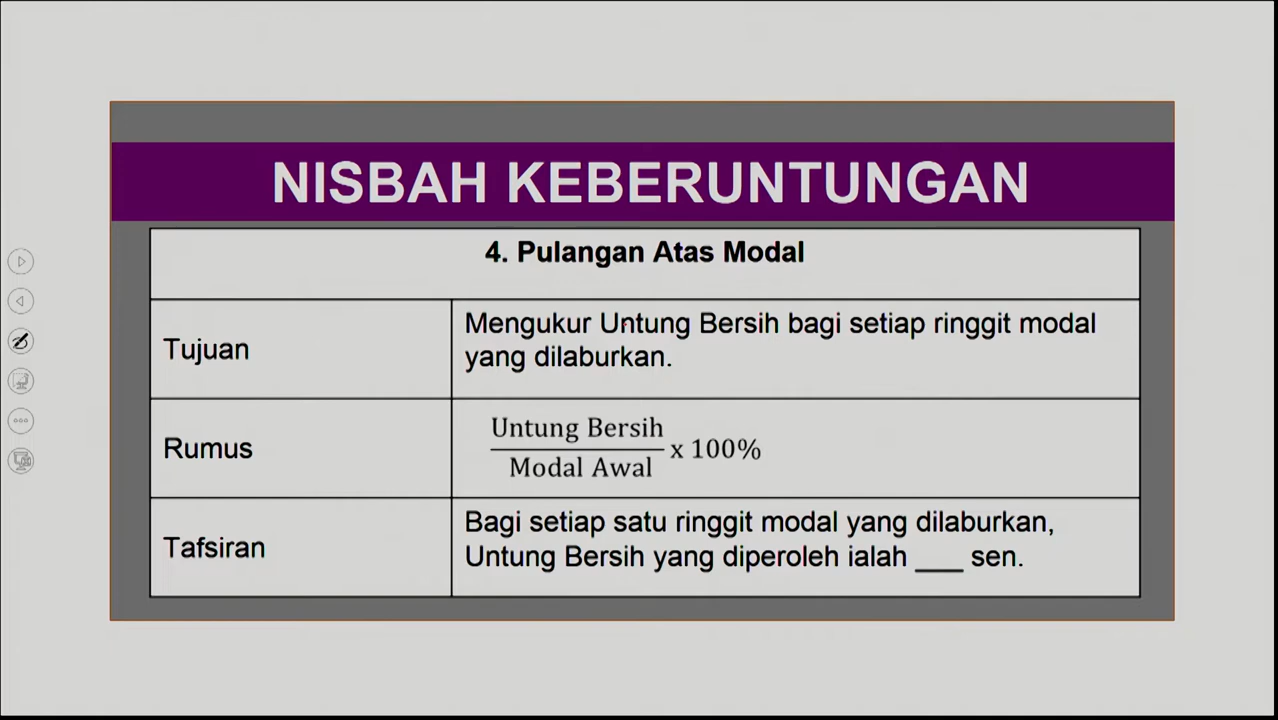 NISBAH KEBERUNTUNGAN
4. Pulangan Atas Modal
Tujuan
Mengukur Untung Bersih bagi setiap ringgit modal
yang dilaburkan.
Rumus
Untung Bersih
Modal Awal
x 100%
Tafsiran
Bagi setiap satu ringgit modal yang dilaburkan,
Untung Bersih yang diperoleh ialah ___ sen.